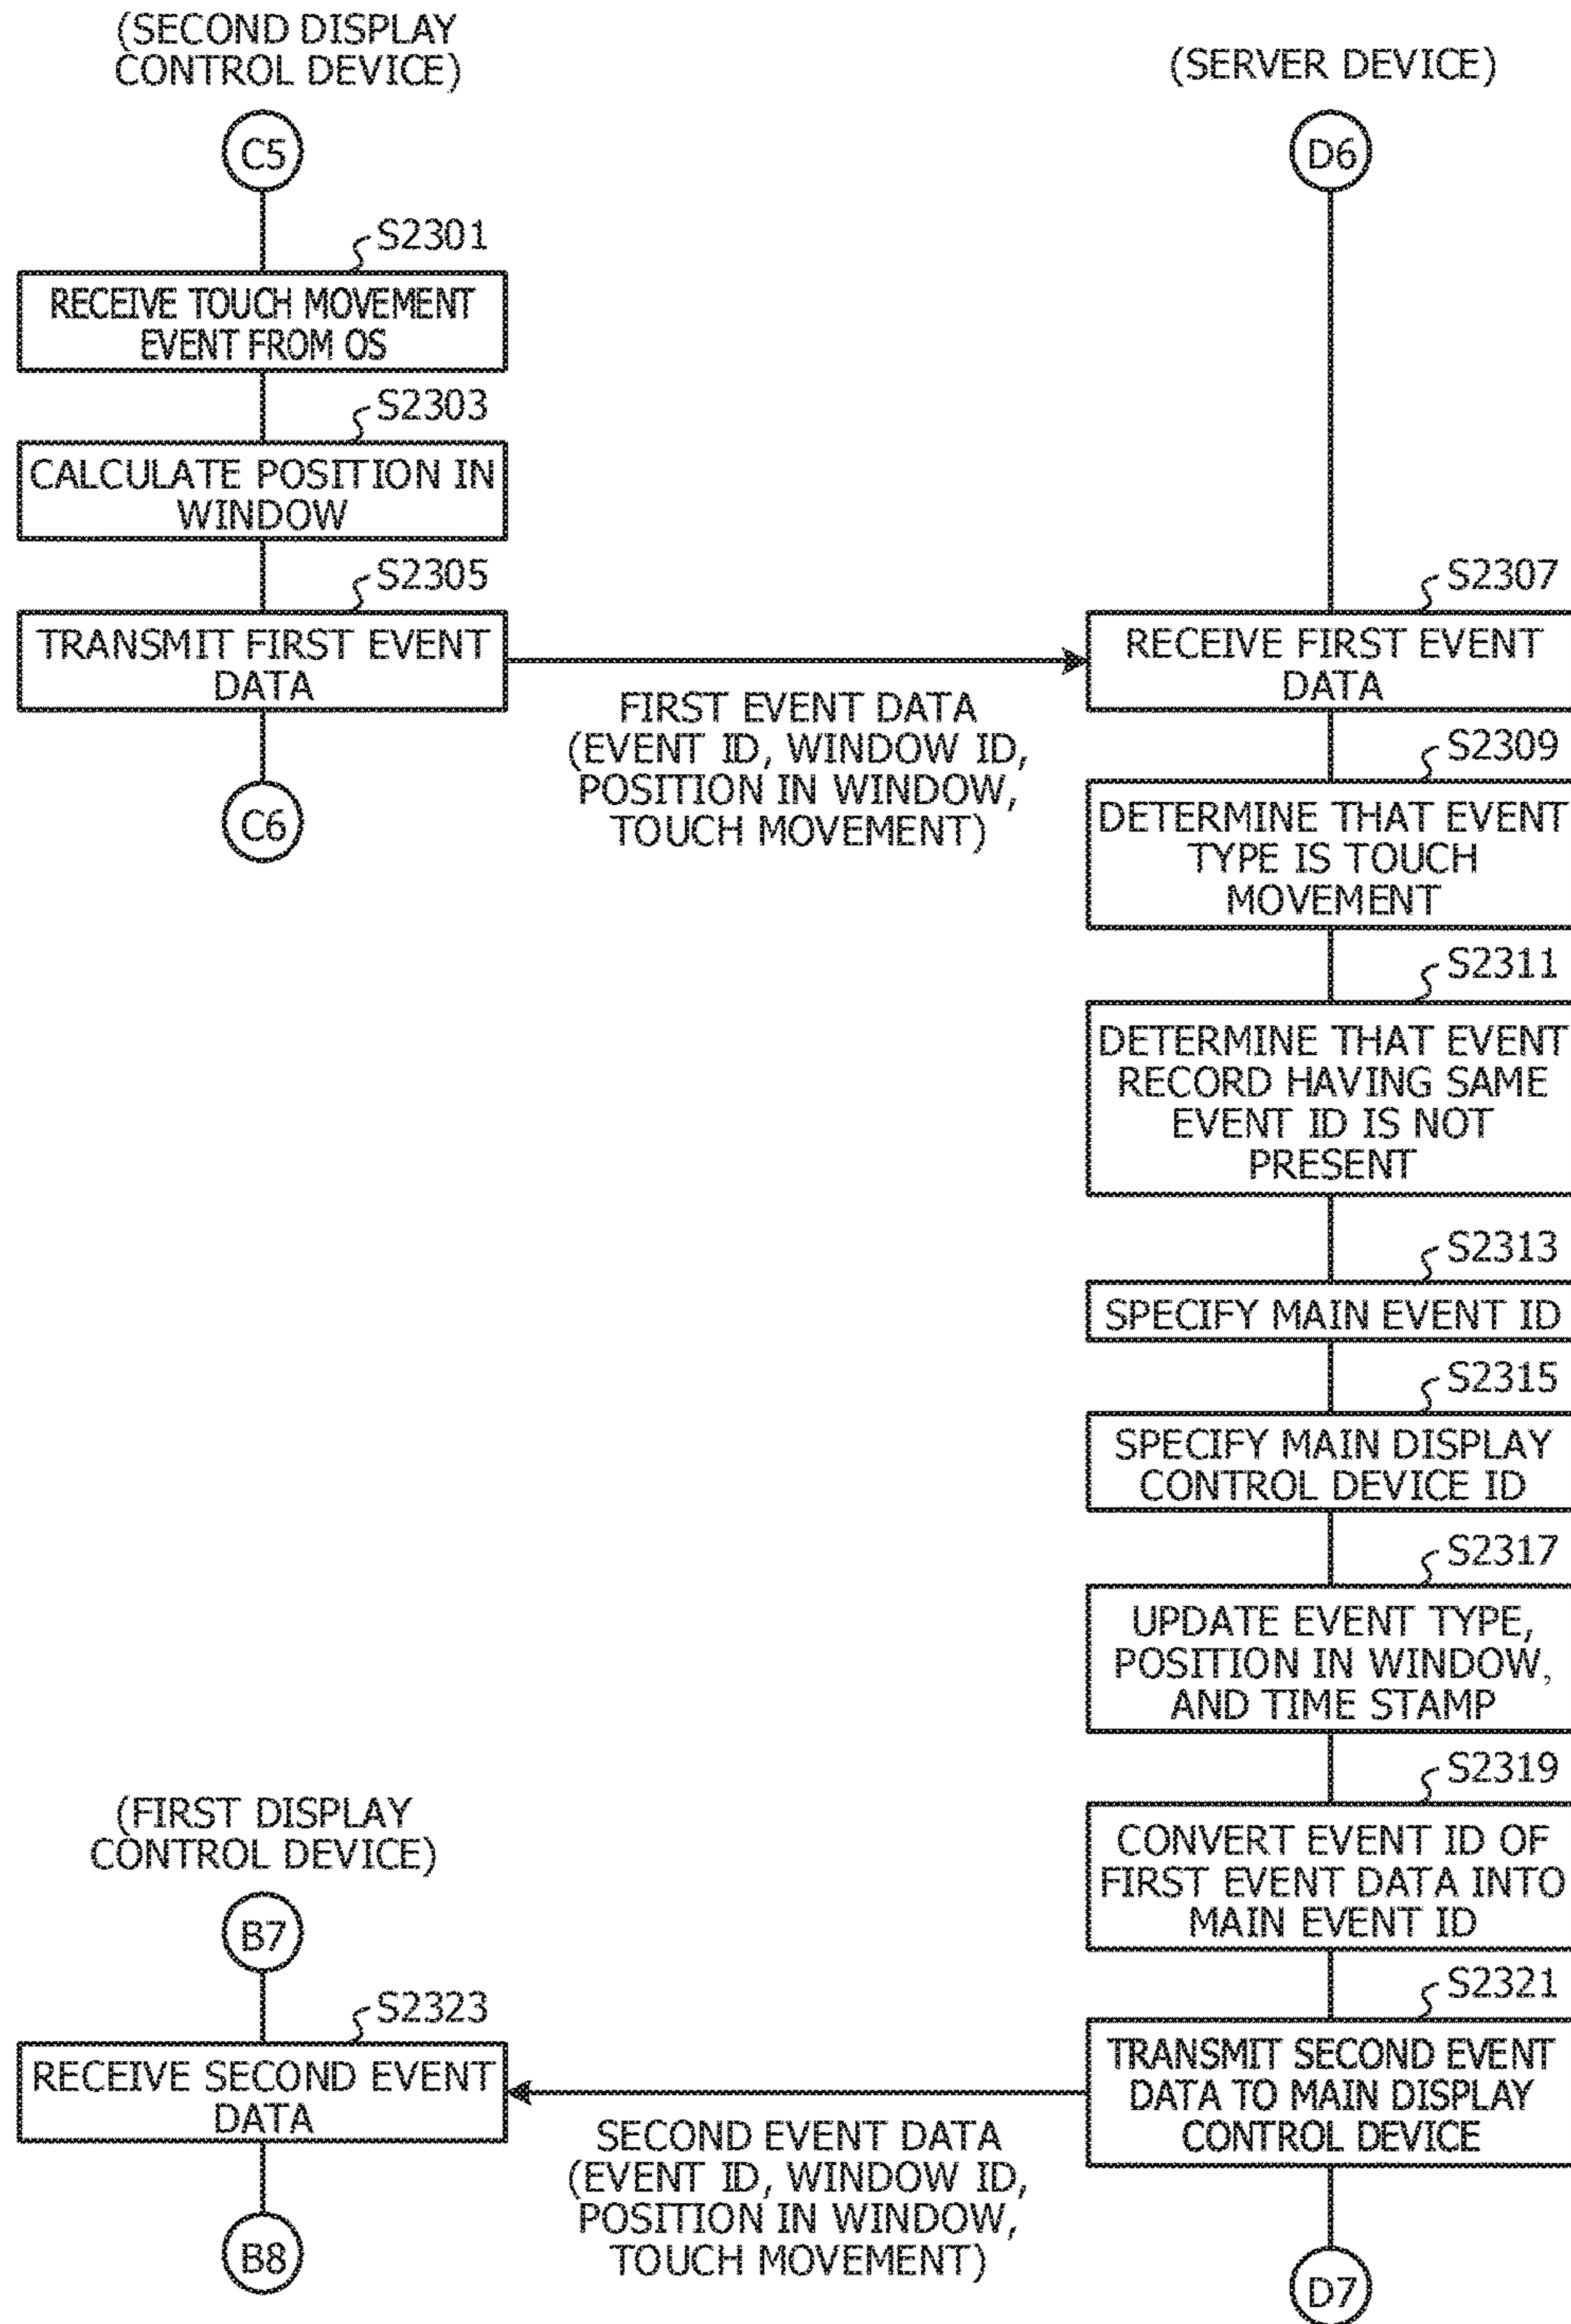 (SECOND DISPLAY
CONTROL DEVICE)
C5
S2301
RECEIVE TOUCH MOVEMENT
EVENT FROM OS
S2303
CALCULATE POSITION IN
WINDOW
S2305
TRANSMIT FIRST EVENT
DATA
C6
FIRST EVENT DATA
(EVENT ID, WINDOW ID,
POSITION IN WINDOW,
TOUCH MOVEMENT)
(SERVER DEVICE)
D6
S2307
RECEIVE FIRST EVENT
DATA
S2309
DETERMINE THAT EVENT
TYPE IS TOUCH
MOVEMENT
S2311
DETERMINE THAT EVENT
RECORD HAVING SAME
EVENT ID IS NOT
PRESENT
S2313
SPECIFY MAIN EVENT ID
S2315
SPECIFY MAIN DISPLAY
CONTROL DEVICE ID
S2317
UPDATE EVENT TYPE,
POSITION IN WINDOW,
AND TIME STAMP
S2319
CONVERT EVENT ID OF
FIRST EVENT DATA INTO
MAIN EVENT ID
S2321
TRANSMIT SECOND EVENT
DATA TO MAIN DISPLAY
CONTROL DEVICE
D7
SECOND EVENT DATA
(EVENT ID, WINDOW ID,
POSITION IN WINDOW,
TOUCH MOVEMENT)
(FIRST DISPLAY
CONTROL DEVICE)
B7
S2323
RECEIVE SECOND EVENT
DATA
B8